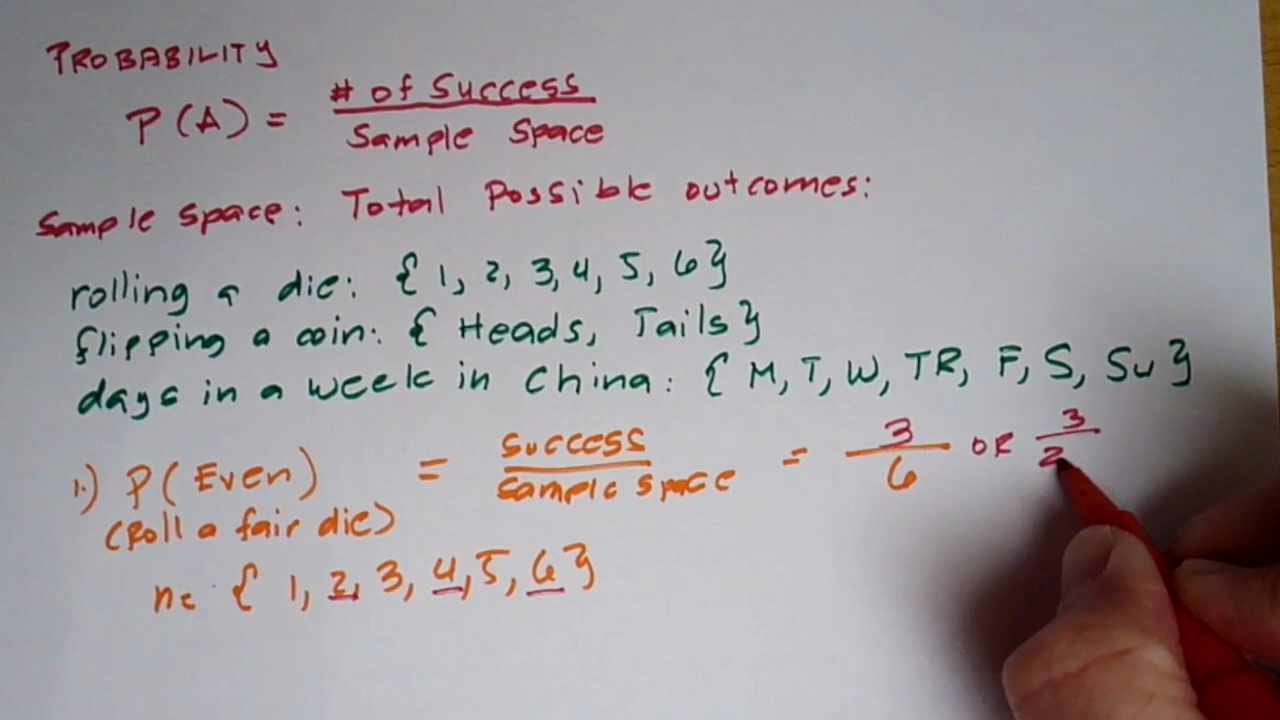 PROBABILITY
P(A) = # of Success / Sample Space
Sample Space: Total Possible outcomes:
rolling a die: { 1, 2, 3, 4, 5, 6}
flipping a coin: { Heads, Tails }
days in a week in China: { M, T, W, TR, F, S, Su }
1.) P(Even) = Success / Sample Space = 3 / 6 OR 3 / 2
(Roll a fair die)
n= { 1, 2, 3, 4, 5, 6 }